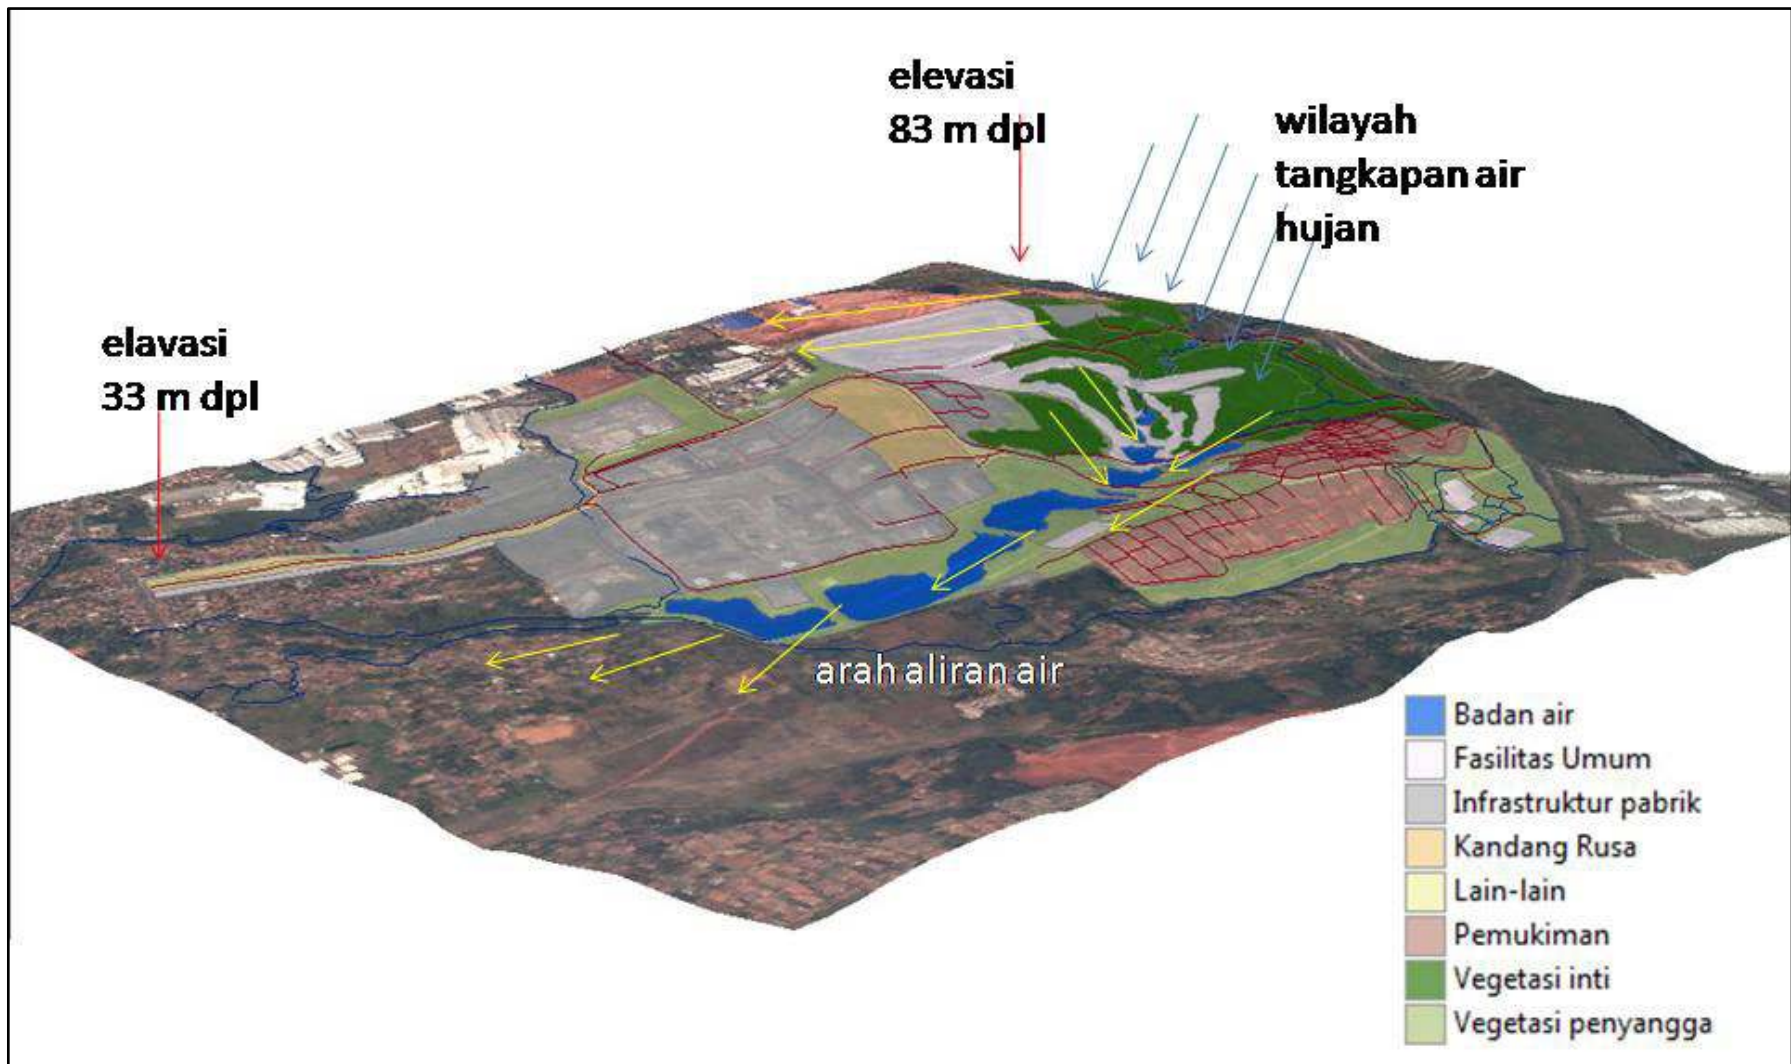 elevasi
83 m dpl
wilayah
tangkapan air
hujan
elavasi
33 m dpl
arah aliran air
Badan air
Fasilitas Umum
Infrastruktur pabrik
Kandang Rusa
Lain-lain
Pemukiman
Vegetasi inti
Vegetasi penyangga